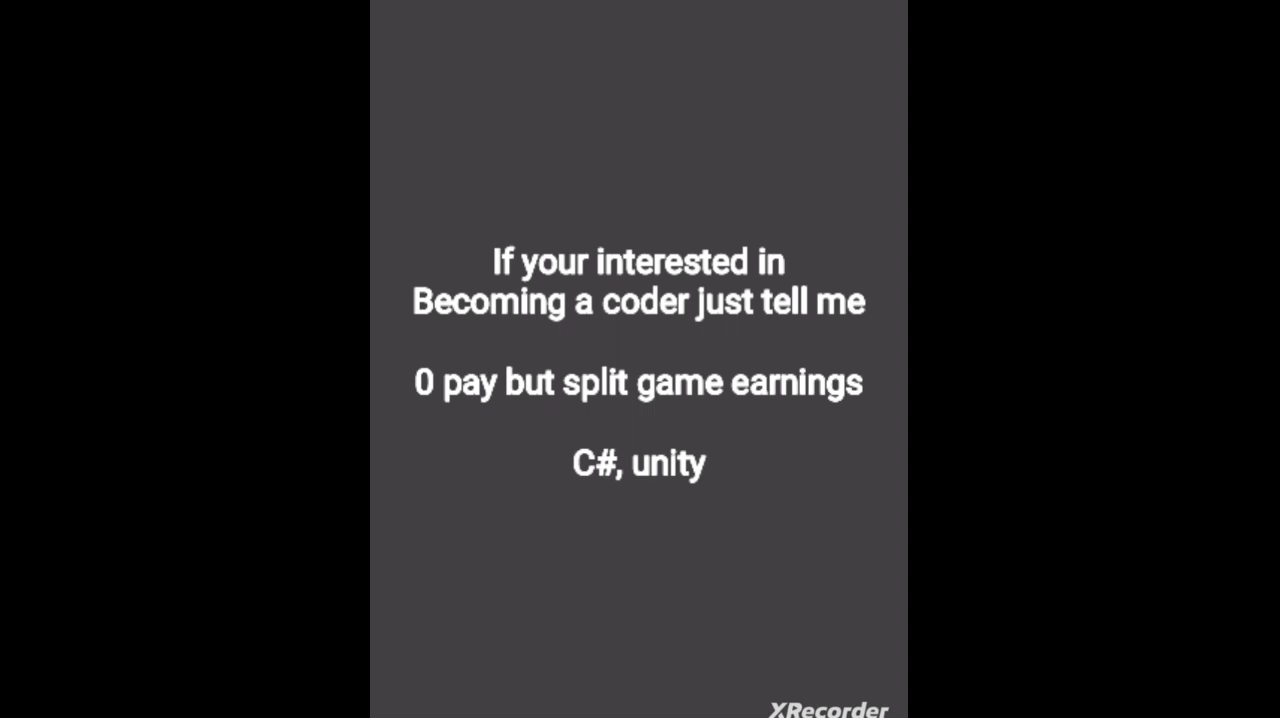 If your interested in
Becoming a coder just tell me
0 pay but split game earnings
C#, unity
XRecorder